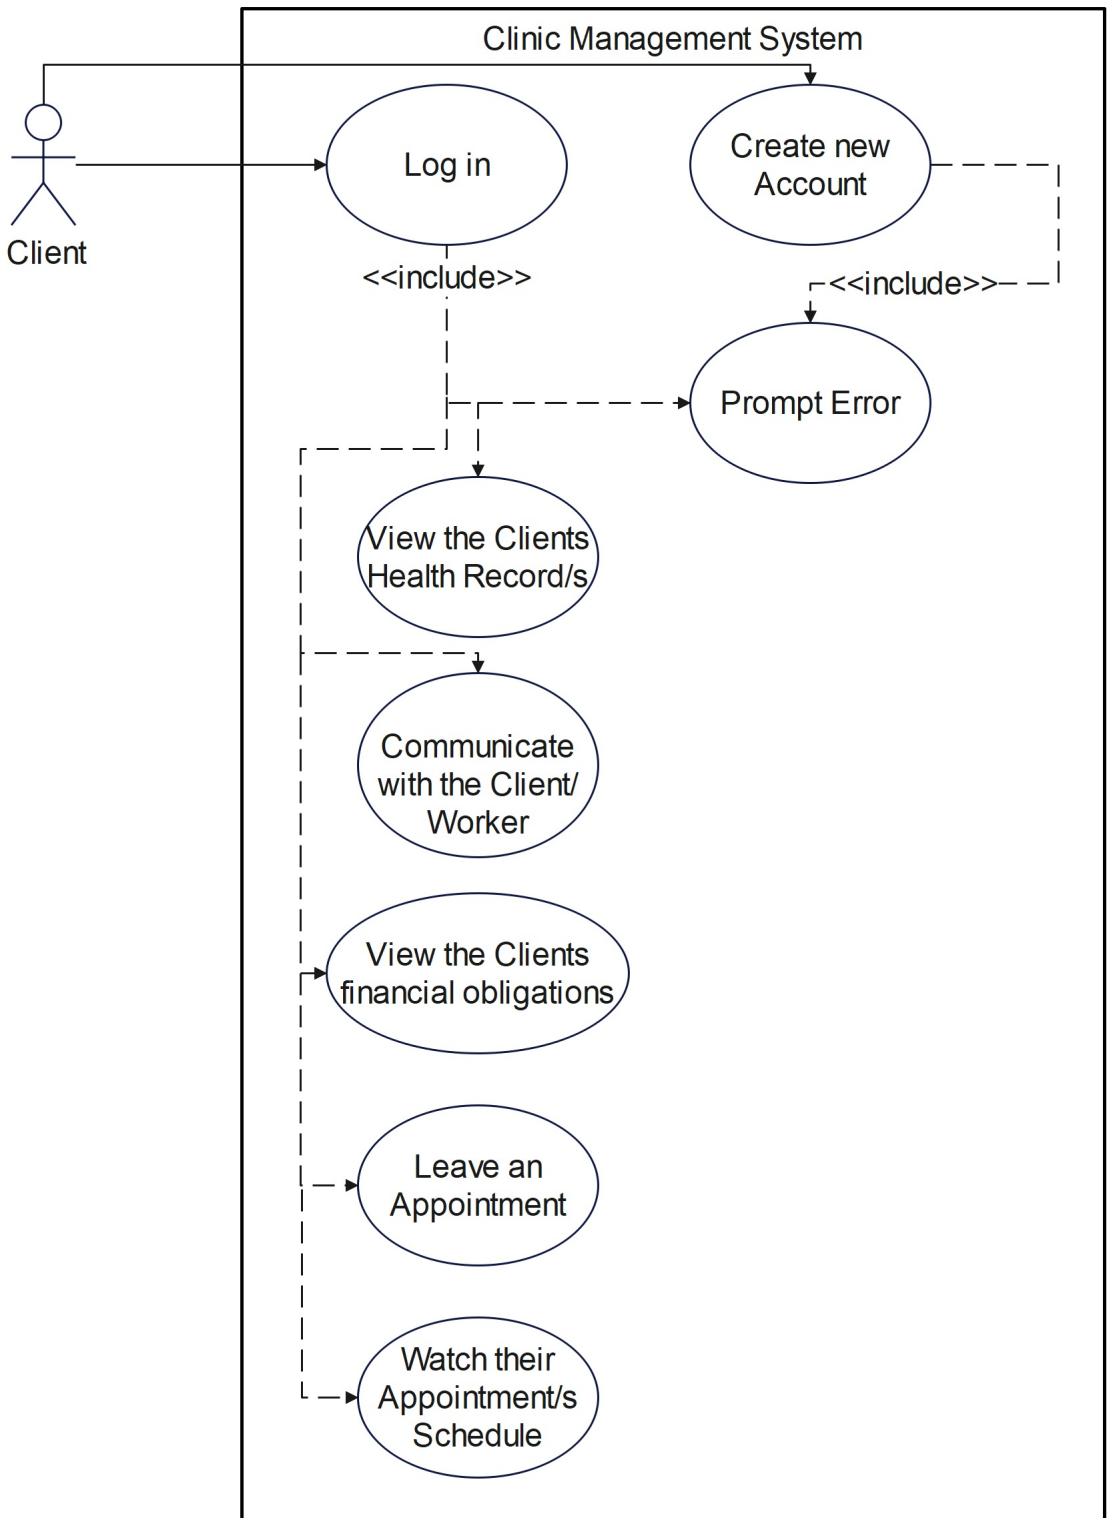 Clinic Management System
Client
Log in
Create new
Account
<<include>>
<<include>>
Prompt Error
View the Clients
Health Record/s
Communicate
with the Client/
Worker
View the Clients
financial obligations
Leave an
Appointment
Watch their
Appointment/s
Schedule